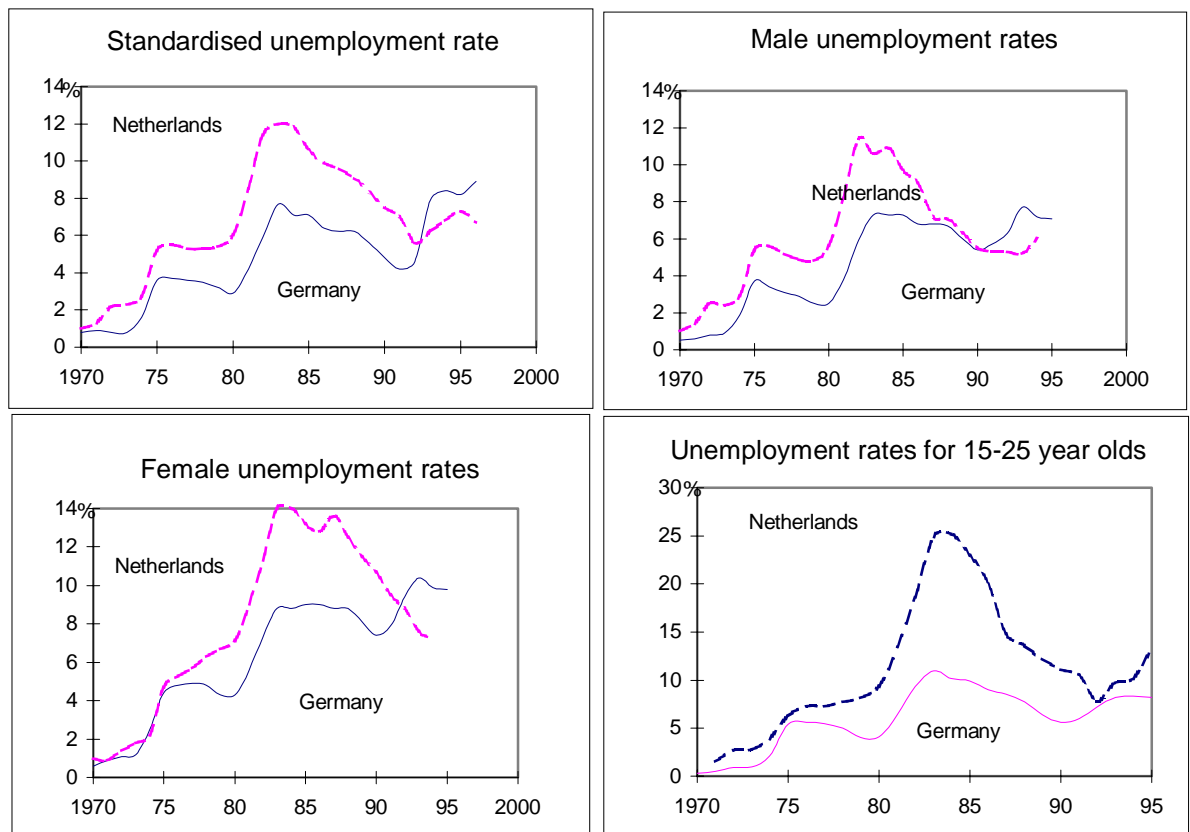 Standardised unemployment rate
14%
Netherlands
12
10
8
6
4
Germany
2
0
1970 75 80 85 90 95 2000
Male unemployment rates
14%
12
10
Netherlands
8
6
4
Germany
2
0
1970 75 80 85 90 95 2000
Female unemployment rates
14%
12
Netherlands
10
8
6
4
Germany
2
0
1970 75 80 85 90 95 2000
Unemployment rates for 15-25 year olds
30%
Netherlands
25
20
15
10
5
Germany
0
1970 75 80 85 90 95